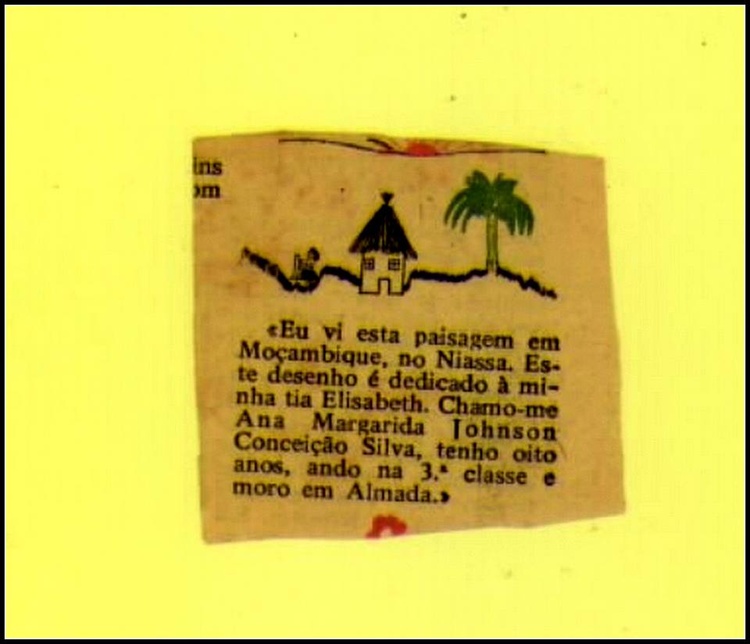 ins
om
«Eu vi esta paisagem em
Moçambique, no Niassa. Es-
te desenho é dedicado à mi-
nha tia Elisabeth. Chamo-me
Ana Margarida Johnson
Conceição Silva, tenho oito
anos, ando na 3.ª classe e
moro em Almada.»